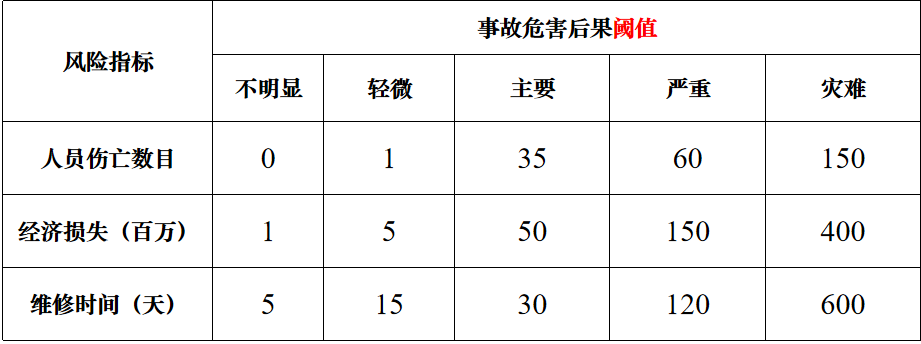 风险指标 事故危害后果阈值
不明显 轻微 主要 严重 灾难
人员伤亡数目 0 1 35 60 150
经济损失（百万） 1 5 50 150 400
维修时间（天） 5 15 30 120 600